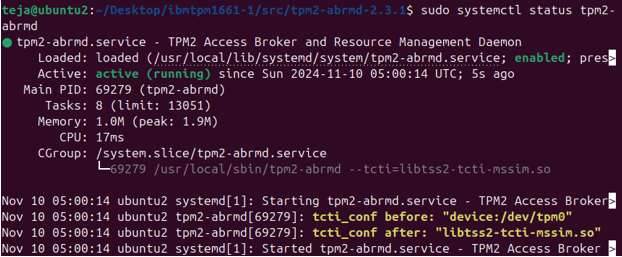 teja@ubuntu2:~/Desktop/ibmtpm1661-1/src/tpm2-abrmd-2.3.1$ sudo systemctl status tpm2-
abrmd
● tpm2-abrmd.service - TPM2 Access Broker and Resource Management Daemon
Loaded: loaded (/usr/local/lib/systemd/system/tpm2-abrmd.service; enabled; pres>
Active: active (running) since Sun 2024-11-10 05:00:14 UTC; 5s ago
Main PID: 69279 (tpm2-abrmd)
Tasks: 8 (limit: 13051)
Memory: 1.0M (peak: 1.9M)
CPU: 17ms
CGroup: /system.slice/tpm2-abrmd.service
└─69279 /usr/local/sbin/tpm2-abrmd --tcti=libtss2-tcti-mssim.so
Nov 10 05:00:14 ubuntu2 systemd[1]: Starting tpm2-abrmd.service - TPM2 Access Broker>
Nov 10 05:00:14 ubuntu2 tpm2-abrmd[69279]: tcti_conf before: "device:/dev/tpm0"
Nov 10 05:00:14 ubuntu2 tpm2-abrmd[69279]: tcti_conf after: "libtss2-tcti-mssim.so"
Nov 10 05:00:14 ubuntu2 systemd[1]: Started tpm2-abrmd.service - TPM2 Access Broker >